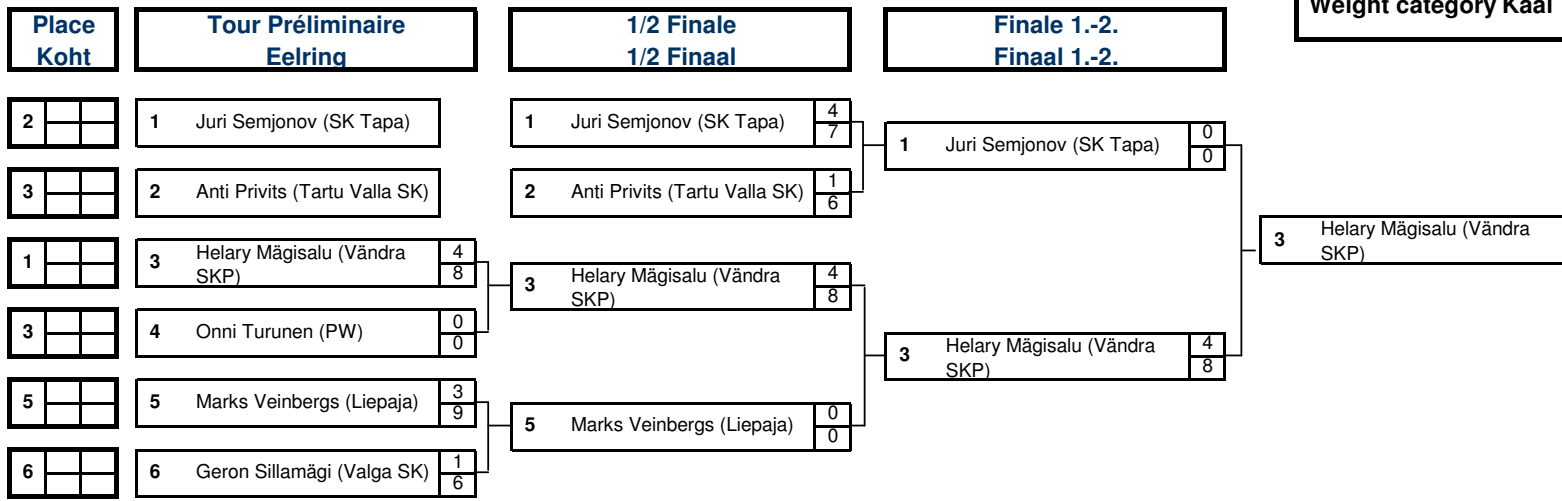 Weight category Kaal
Place
Koht
Tour Préliminaire
Eelring
1/2 Finale
1/2 Finaal
Finale 1.-2.
Finaal 1.-2.
2
1 Juri Semjonov (SK Tapa)
3
2 Anti Privits (Tartu Valla SK)
1
3 Helary Mägisalu (Vändra
SKP)
4
8
3
4 Onni Turunen (PW)
0
0
5
5 Marks Veinbergs (Liepaja)
3
9
6
6 Geron Sillamägi (Valga SK)
1
6
1 Juri Semjonov (SK Tapa)
4
7
2 Anti Privits (Tartu Valla SK)
1
6
3 Helary Mägisalu (Vändra
SKP)
4
8
5 Marks Veinbergs (Liepaja)
0
0
1 Juri Semjonov (SK Tapa)
0
0
3 Helary Mägisalu (Vändra
SKP)
4
8
3 Helary Mägisalu (Vändra
SKP)